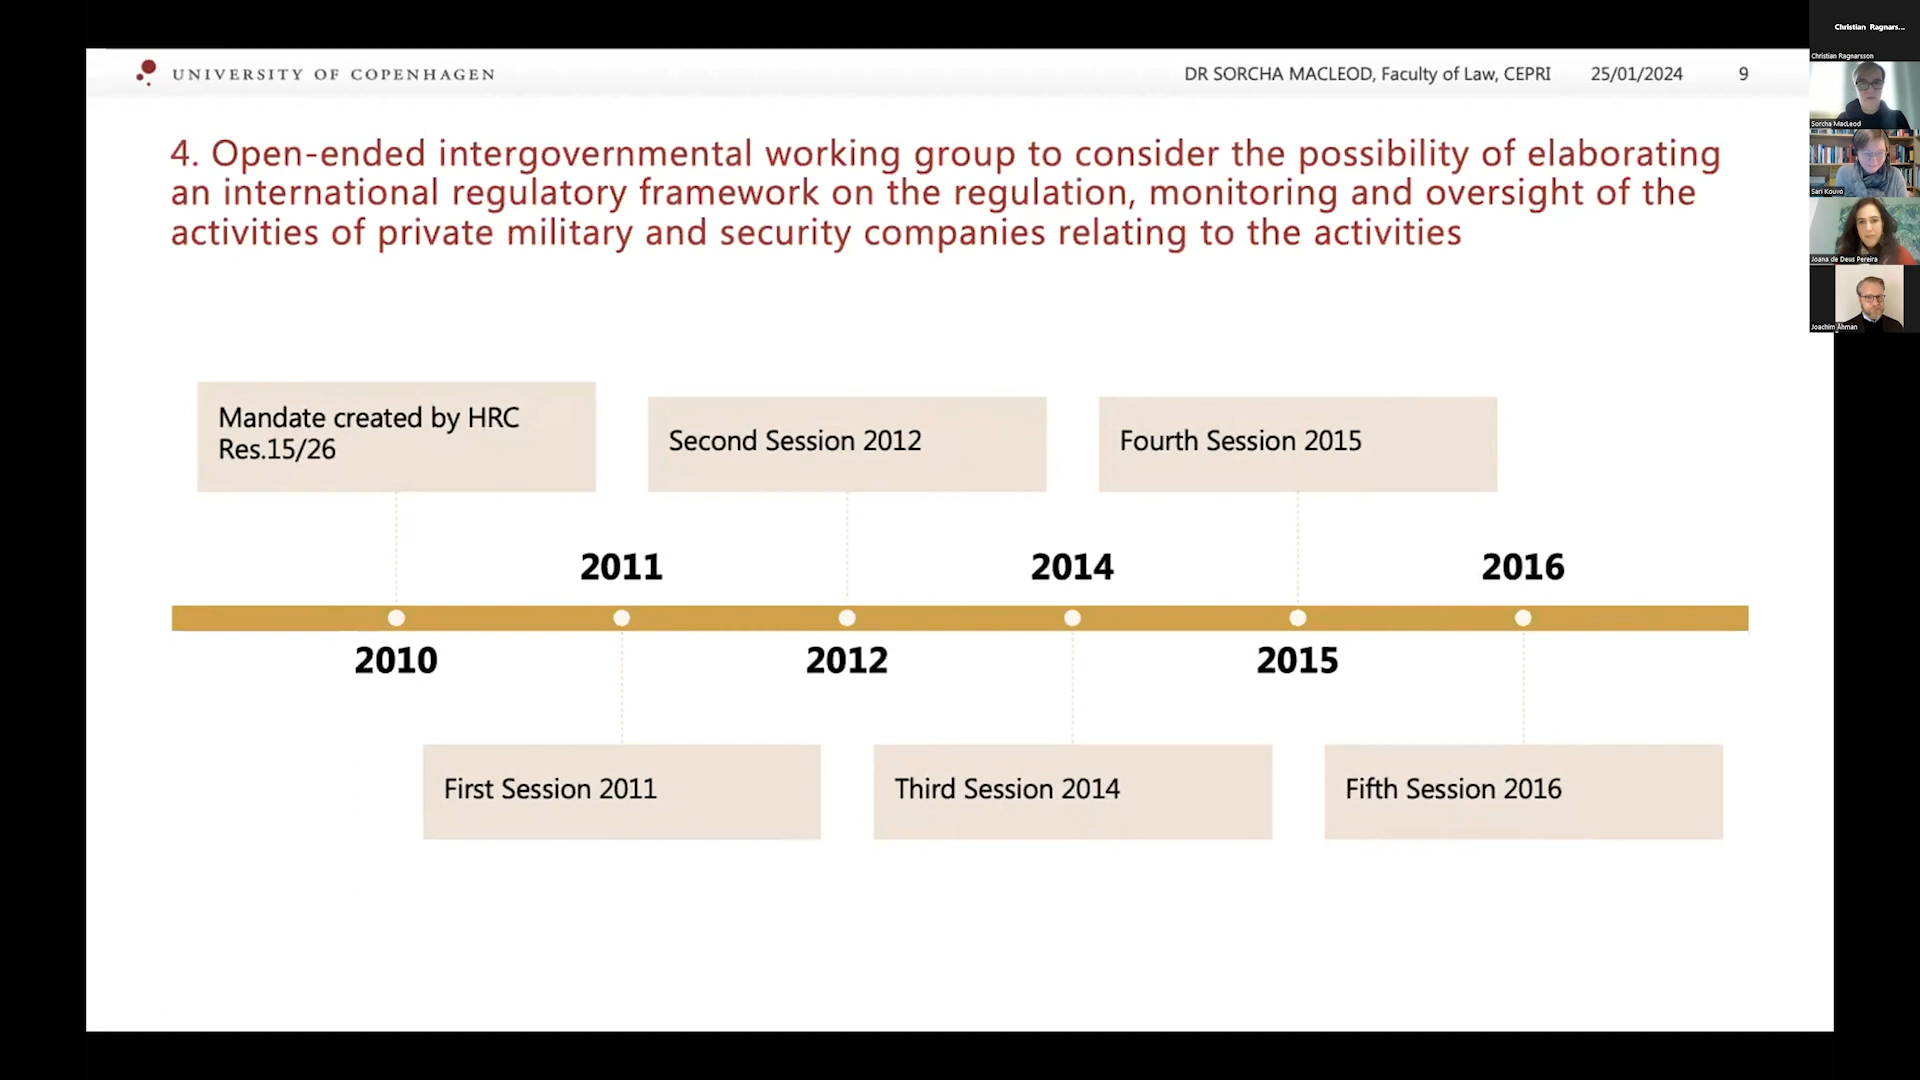 UNIVERSITY OF COPENHAGEN
DR SORCHA MACLEOD, Faculty of Law, CEPRI 25/01/2024 9
4. Open-ended intergovernmental working group to consider the possibility of elaborating
an international regulatory framework on the regulation, monitoring and oversight of the
activities of private military and security companies relating to the activities
Mandate created by HRC
Res.15/26
Second Session 2012
Fourth Session 2015
2011
2014
2016
2010
2012
2015
First Session 2011
Third Session 2014
Fifth Session 2016
Christian Ragnars...
Christian Ragnarsson
Sorcha MacLeod
Sari Kouvo
Joana de Deus Pereira
Joachim Åhman